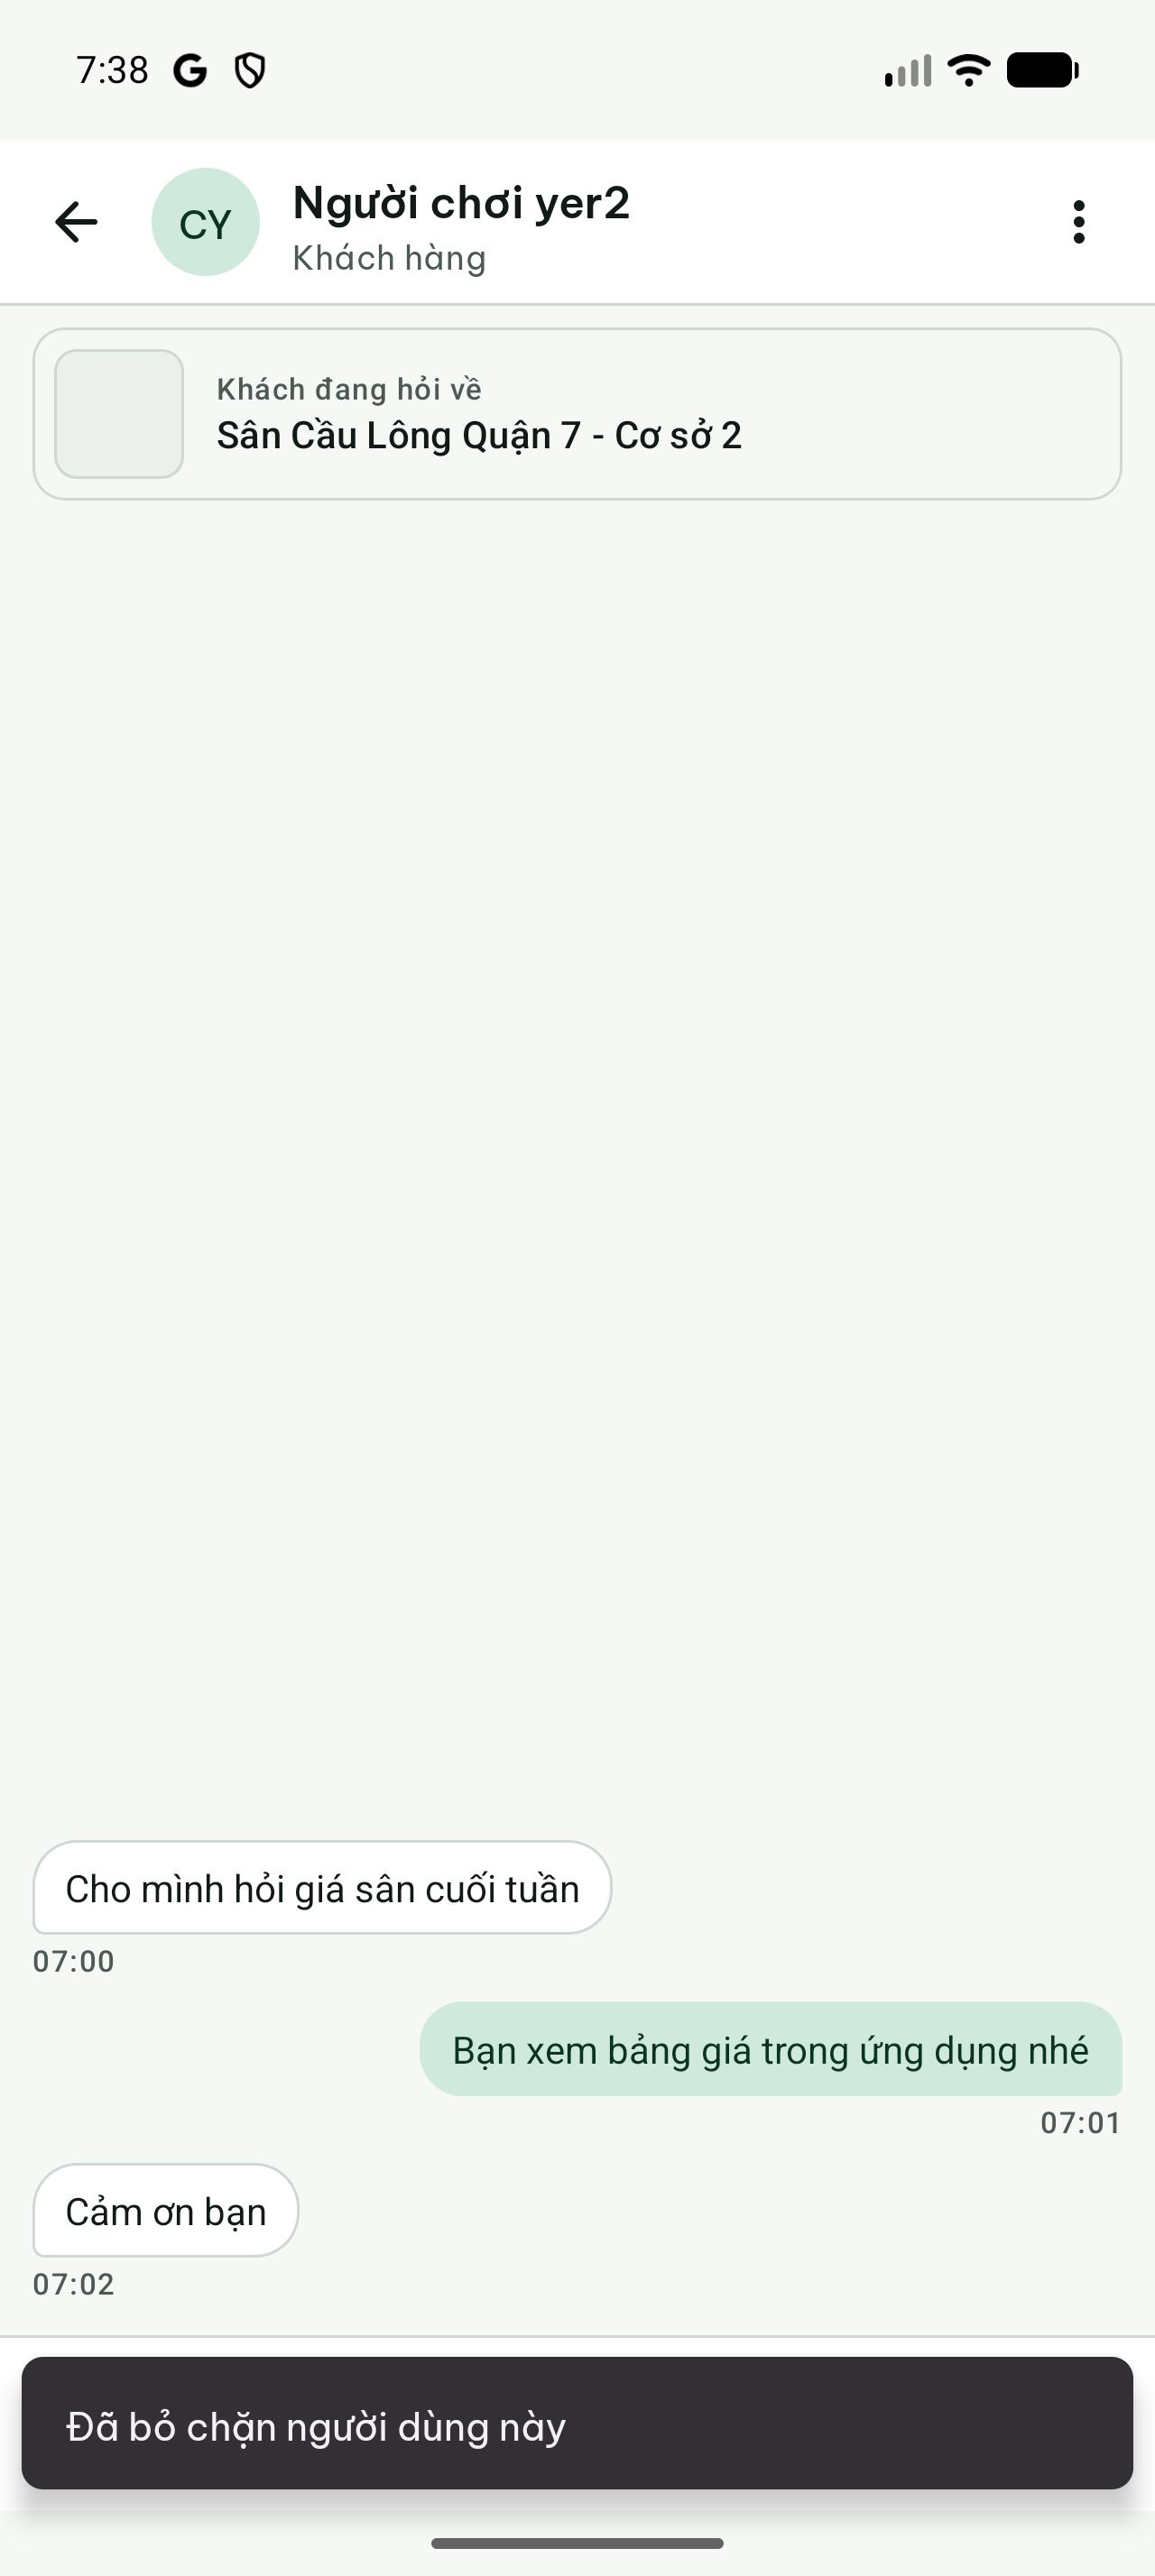 7:38
CY
Người chơi yer2
Khách hàng
Khách đang hỏi về
Sân Cầu Lông Quận 7 - Cơ sở 2
Cho mình hỏi giá sân cuối tuần
07:00
Bạn xem bảng giá trong ứng dụng nhé
07:01
Cảm ơn bạn
07:02
Đã bỏ chặn người dùng này